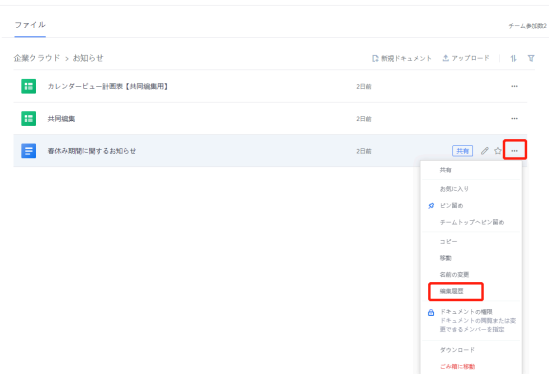 ファイル
チーム参加数2
企業クラウド > お知らせ
新規ドキュメント
アップロード
カレンダービュー計画表【共同編集用】
2日前
共同編集
2日前
春休み期間に関するお知らせ
2日前
共有
共有
お気に入り
ピン留め
チームトップへピン留め
コピー
移動
名前の変更
編集履歴
ドキュメントの権限
ドキュメントの閲覧または変
更できるメンバーを指定
ダウンロード
ごみ箱に移動